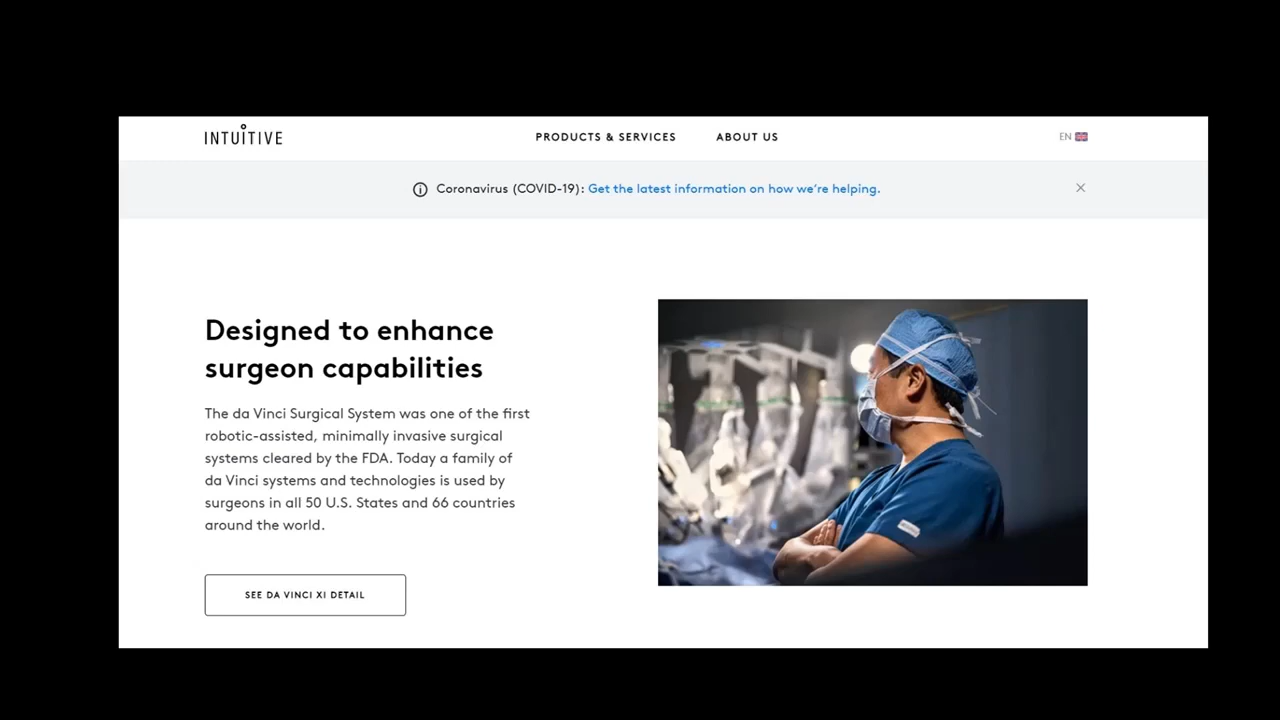 INTUITIVE
PRODUCTS & SERVICES
ABOUT US
EN
Coronavirus (COVID-19): Get the latest information on how we're helping.
Designed to enhance
surgeon capabilities
The da Vinci Surgical System was one of the first
robotic-assisted, minimally invasive surgical
systems cleared by the FDA. Today a family of
da Vinci systems and technologies is used by
surgeons in all 50 U.S. States and 66 countries
around the world.
SEE DA VINCI XI DETAIL